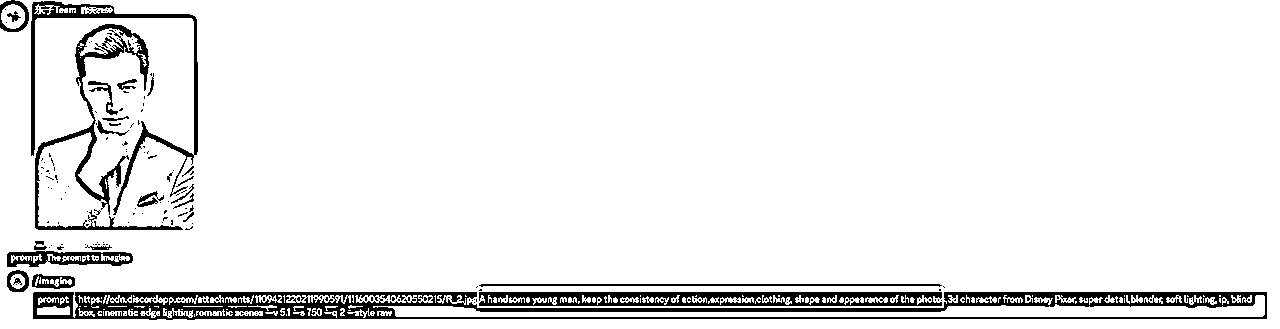 东子Team
prompt The prompt to imagine
/imagine
prompt https://cdn.discordapp.com/attachments/1109421220211990591/1116003540620550215/R_2.jpg A handsome young man, keep the consistency of action,expression,clothing, shape and appearance of the photos,3d character from Disney Pixar, super detail,blender, soft lighting, ip, blind
box, cinematic edge lighting,romantic scenes --v 5.1 --s 750 --q 2 --style raw